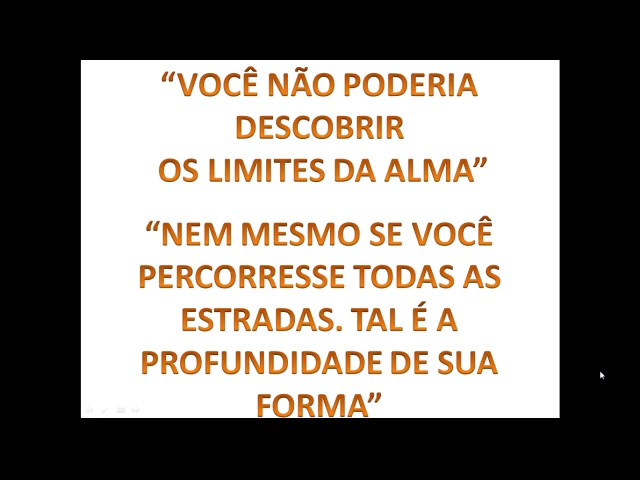 “VOCÊ NÃO PODERIA
DESCOBRIR
OS LIMITES DA ALMA”
“NEM MESMO SE VOCÊ
PERCORRESSE TODAS AS
ESTRADAS. TAL É A
PROFUNDIDADE DE SUA
FORMA”